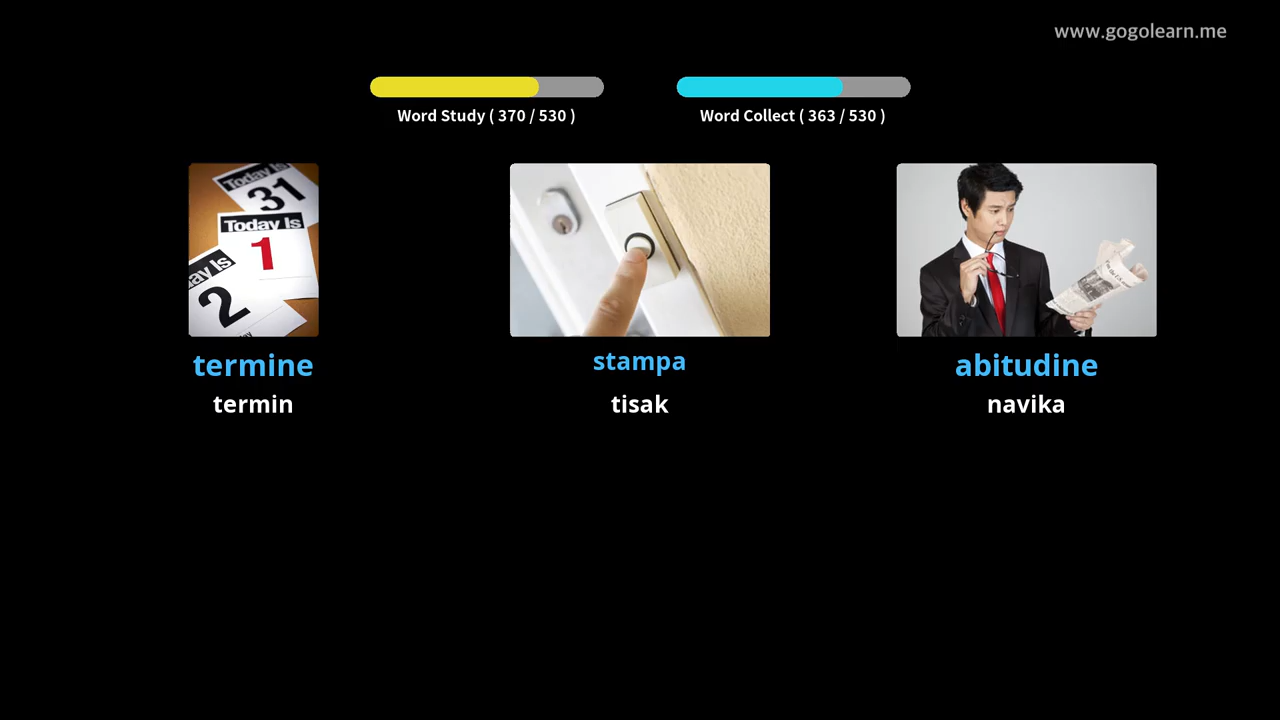 www.gogolearn.me
Word Study ( 370 / 530 )
Word Collect ( 363 / 530 )
Today Is
31
Today Is
1
ay Is
2
termine
stampa
abitudine
termin
tisak
navika